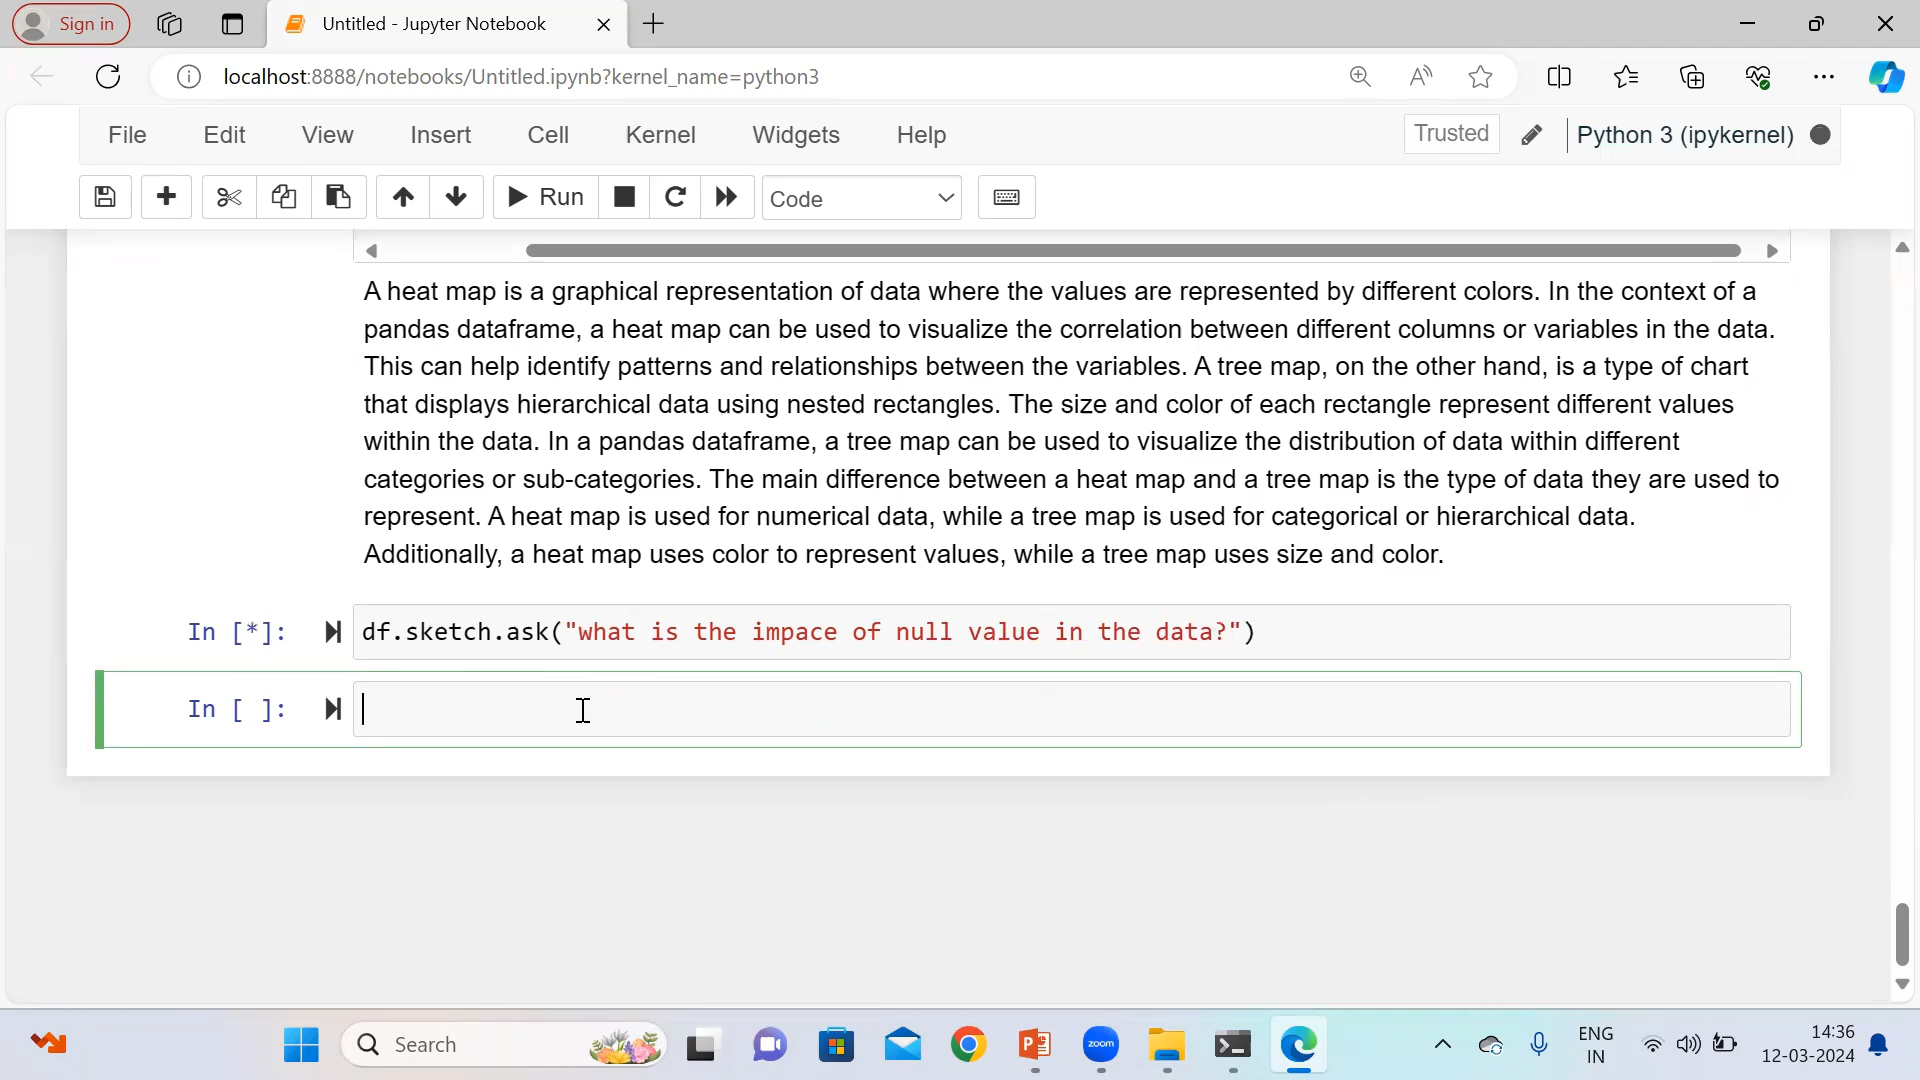 Sign in
Untitled - Jupyter Notebook
localhost:8888/notebooks/Untitled.ipynb?kernel_name=python3
File Edit View Insert Cell Kernel Widgets Help Trusted Python 3 (ipykernel)
Run Code
A heat map is a graphical representation of data where the values are represented by different colors. In the context of a
pandas dataframe, a heat map can be used to visualize the correlation between different columns or variables in the data.
This can help identify patterns and relationships between the variables. A tree map, on the other hand, is a type of chart
that displays hierarchical data using nested rectangles. The size and color of each rectangle represent different values
within the data. In a pandas dataframe, a tree map can be used to visualize the distribution of data within different
categories or sub-categories. The main difference between a heat map and a tree map is the type of data they are used to
represent. A heat map is used for numerical data, while a tree map is used for categorical or hierarchical data.
Additionally, a heat map uses color to represent values, while a tree map uses size and color.
In [*]: df.sketch.ask("what is the impace of null value in the data?")
In [ ]:
Search
zoom
ENG
IN
14:36
12-03-2024